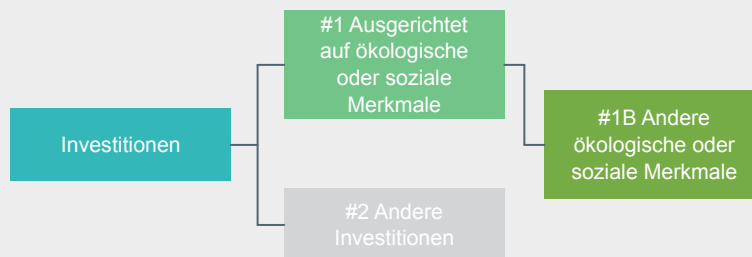 #1 Ausgerichtet
auf ökologische
oder soziale
Merkmale
Investitionen
#1B Andere
ökologische oder
soziale Merkmale
#2 Andere
Investitionen